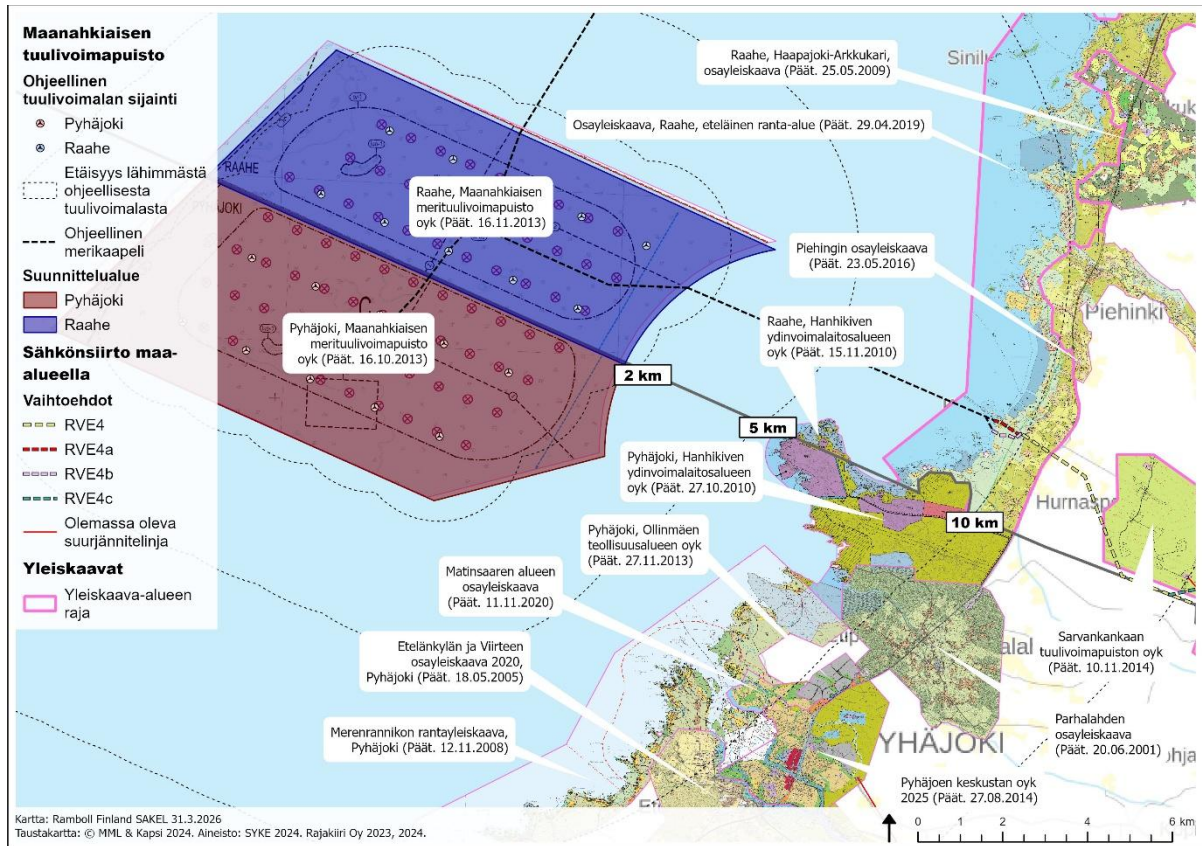 Maanahkiaisen
tuulivoimapuisto
Ohjeellinen
tuulivoimalan sijainti
Pyhäjoki
Raahe
Etäisyys lähimmästä
ohjeellisesta
tuulivoimalasta
Ohjeellinen
merikaapeli
Suunnittelualue
Pyhäjoki
Raahe
Sähkönsiirto maa-
alueella
Vaihtoehdot
RVE4
RVE4a
RVE4b
RVE4c
Olemassa oleva
suurjännitelinja
Yleiskaavat
Yleiskaava-alueen
raja
Raahe, Haapajoki-Arkkukari,
osayleiskaava
(Päät. 25.05.2009)
Osayleiskaava, Raahe, eteläinen ranta-alue (Päät. 29.04.2019)
RAAHE
PYHÄJOKI
Raahe, Maanahkiaisen
merituulivoimapuisto
oyk (Päät. 16.11.2013)
Piehingin osayleiskaava
(Päät. 23.05.2016)
Piehinki
Pyhäjoki, Maanahkiaisen
merituulivoimapuisto
oyk (Päät. 16.10.2013)
Raahe, Hanhikiven
ydinvoimalaitosalueen
oyk (Päät. 15.11.2010)
2 km
5 km
10 km
Pyhäjoki, Hanhikiven
ydinvoimalaitosalueen
oyk (Päät. 27.10.2010)
Pyhäjoki, Ollinmäen
teollisuusalueen oyk
(Päät. 27.11.2013)
Matinsaaren alueen
osayleiskaava
(Päät. 11.11.2020)
Etelänkylän ja Viirteen
osayleiskaava 2020,
Pyhäjoki (Päät. 18.05.2005)
Merenrannikon rantayleiskaava,
Pyhäjoki (Päät. 12.11.2008)
Sarvankankaan
tuulivoimapuiston oyk
(Päät. 10.11.2014)
Parhalahden
osayleiskaava
(Päät. 20.06.2001)
YHÄJOKI
Pyhäjoen keskustan oyk
2025 (Päät. 27.08.2014)
Kartta: Ramboll Finland SAKEL 31.3.2026
Taustakartta: © MML & Kapsi 2024. Aineisto: SYKE 2024. Rajakiiri Oy 2023, 2024.
0 2 4 6 km